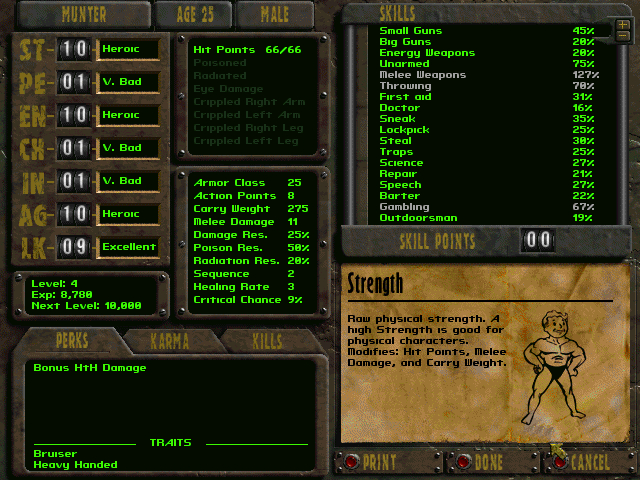 MUNTER
AGE 25
MALE
ST 10 Heroic
PE 01 V. Bad
EN 10 Heroic
CH 01 V. Bad
IN 01 V. Bad
AG 10 Heroic
LK 09 Excellent
Level: 4
Exp: 8,780
Next Level: 10,000
Hit Points 66/66
Poisoned
Radiated
Eye Damage
Crippled Right Arm
Crippled Left Arm
Crippled Right Leg
Crippled Left Leg
Armor Class 25
Action Points 8
Carry Weight 275
Melee Damage 11
Damage Res. 25%
Poison Res. 50%
Radiation Res. 20%
Sequence 2
Healing Rate 3
Critical Chance 9%
SKILLS
Small Guns 45%
Big Guns 20%
Energy Weapons 20%
Unarmed 75%
Melee Weapons 127%
Throwing 70%
First aid 31%
Doctor 16%
Sneak 35%
Lockpick 25%
Steal 30%
Traps 25%
Science 27%
Repair 21%
Speech 27%
Barter 22%
Gambling 67%
Outdoorsman 19%
SKILL POINTS 00
PERKS
KARMA
KILLS
Bonus HtH Damage
TRAITS
Bruiser
Heavy Handed
Strength
Raw physical strength. A
high Strength is good for
physical characters.
Modifies: Hit Points, Melee
Damage, and Carry Weight.
PRINT
DONE
CANCEL